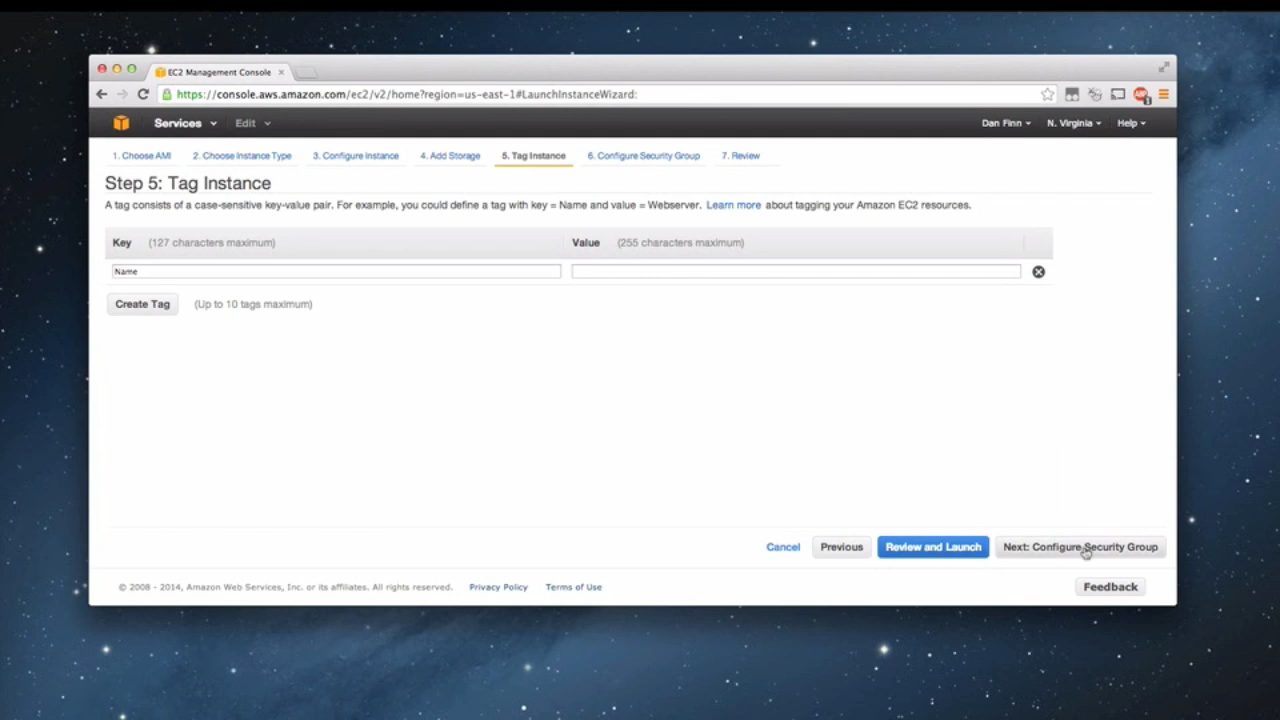 EC2 Management Console
https://console.aws.amazon.com/ec2/v2/home?region=us-east-1#LaunchInstanceWizard:
Services Edit Dan Finn N. Virginia Help
1. Choose AMI 2. Choose Instance Type 3. Configure Instance 4. Add Storage 5. Tag Instance 6. Configure Security Group 7. Review
Step 5: Tag Instance
A tag consists of a case-sensitive key-value pair. For example, you could define a tag with key = Name and value = Webserver. Learn more about tagging your Amazon EC2 resources.
Key (127 characters maximum) Value (255 characters maximum)
Name
Create Tag (Up to 10 tags maximum)
Cancel Previous Review and Launch Next: Configure Security Group
© 2008 - 2014, Amazon Web Services, Inc. or its affiliates. All rights reserved. Privacy Policy Terms of Use
Feedback